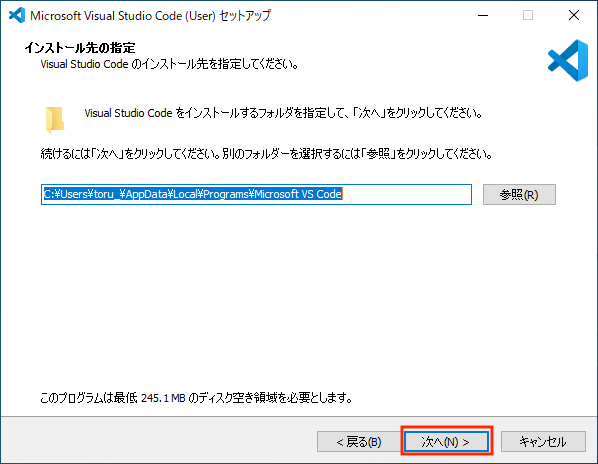 Microsoft Visual Studio Code (User) セットアップ
インストール先の指定
Visual Studio Code のインストール先を指定してください。
Visual Studio Code をインストールするフォルダを指定して、「次へ」をクリックしてください。
続けるには「次へ」をクリックしてください。別のフォルダーを選択するには「参照」をクリックしてください。
C:¥Users¥toru_¥AppData¥Local¥Programs¥Microsoft VS Code
参照(R)
このプログラムは最低 245.1 MB のディスク空き領域を必要とします。
< 戻る(B)
次へ(N) >
キャンセル